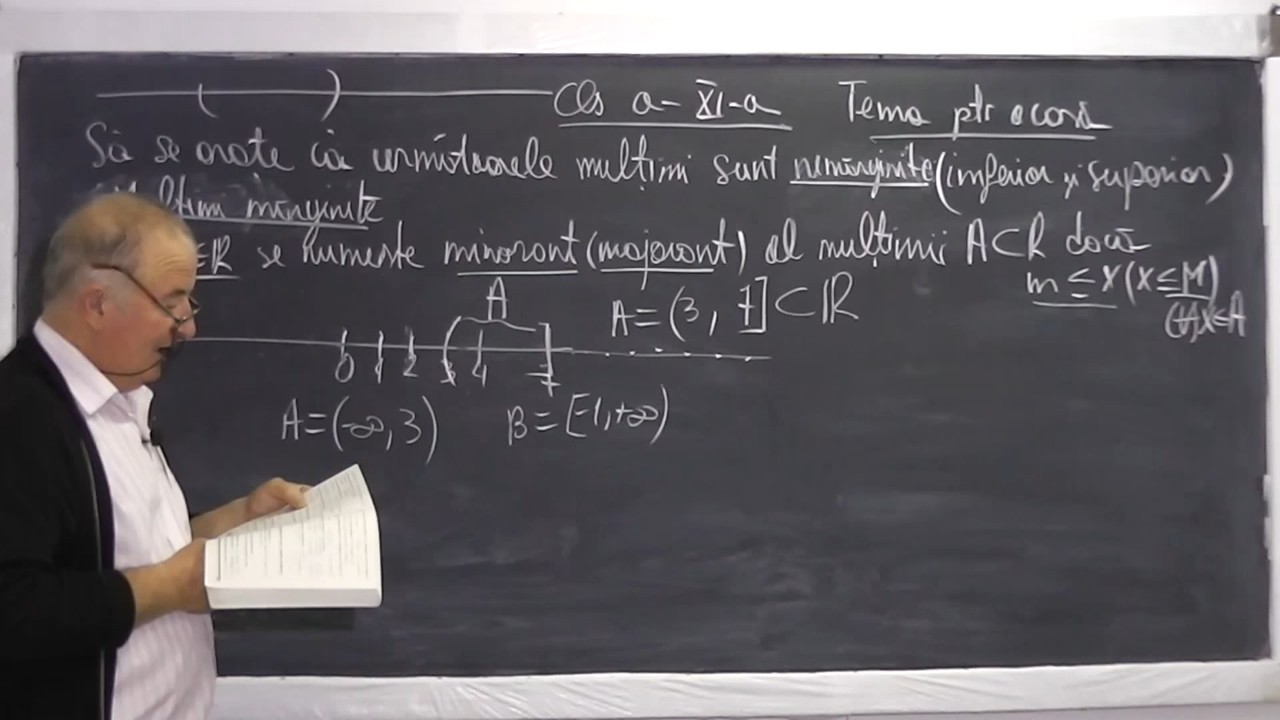 Cls a-XI-a Tema ptr acasă
Să se arate că următoarele mulțimi sunt nemărginite (inferior și superior)
mărginite
∈R se numește minorant (majorant) al mulțimii A⊂R dacă
m ≤ x (x ≤ M)
(∀)x∈A
A A=(3, 7]⊂R
0 1 2 3 4 7
A=(-∞,3) B=[-1,+∞)